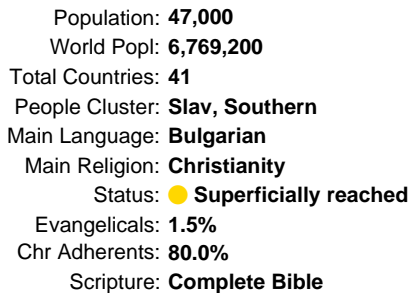 Population: 47,000
World Popl: 6,769,200
Total Countries: 41
People Cluster: Slav, Southern
Main Language: Bulgarian
Main Religion: Christianity
Status: Superficially reached
Evangelicals: 1.5%
Chr Adherents: 80.0%
Scripture: Complete Bible